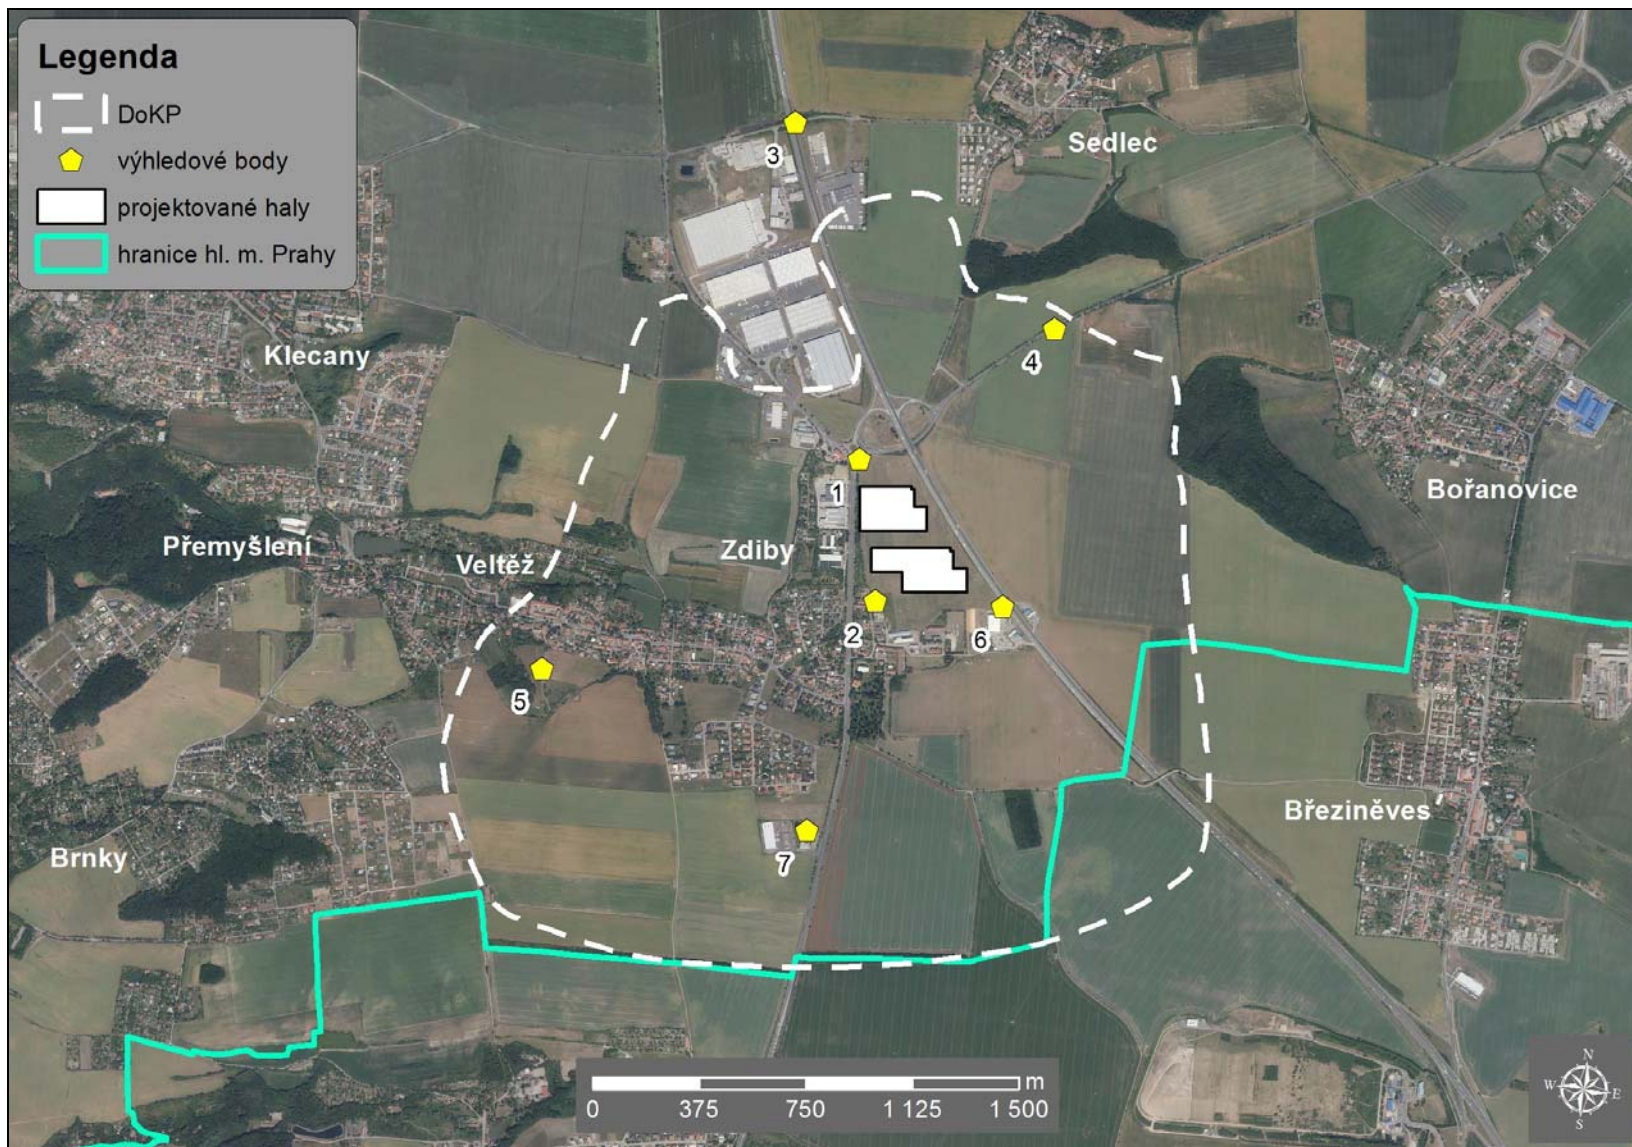 Legenda
DoKP
výhledové body
projektované haly
hranice hl. m. Prahy
3
Sedlec
Klecany
4
1
Bořanovice
Přemyšlení
Veltěž
Zdiby
2
6
5
Březiněves
Brnky
7
m
0 375 750 1 125 1 500
N
W E
S